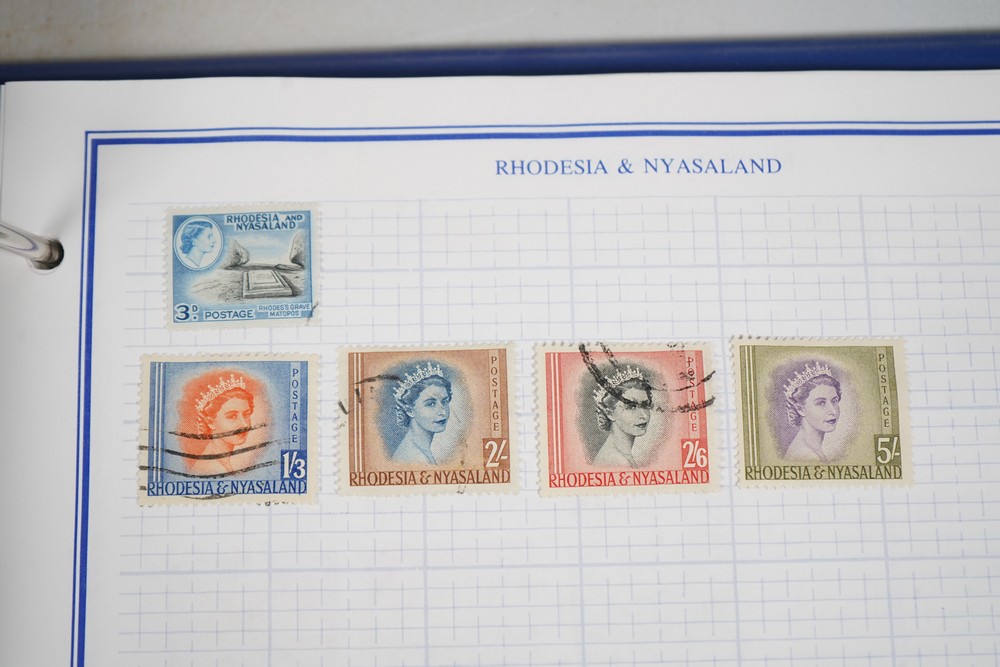 RHODESIA & NYASALAND
RHODESIA AND
NYASALAND
3D.
POSTAGE
RHODES'S GRAVE
MATOPOS
POSTAGE
1/3
RHODESIA & NYASALAND
POSTAGE
2/-
RHODESIA & NYASALAND
POSTAGE
2/6
RHODESIA & NYASALAND
POSTAGE
5/-
RHODESIA & NYASALAND